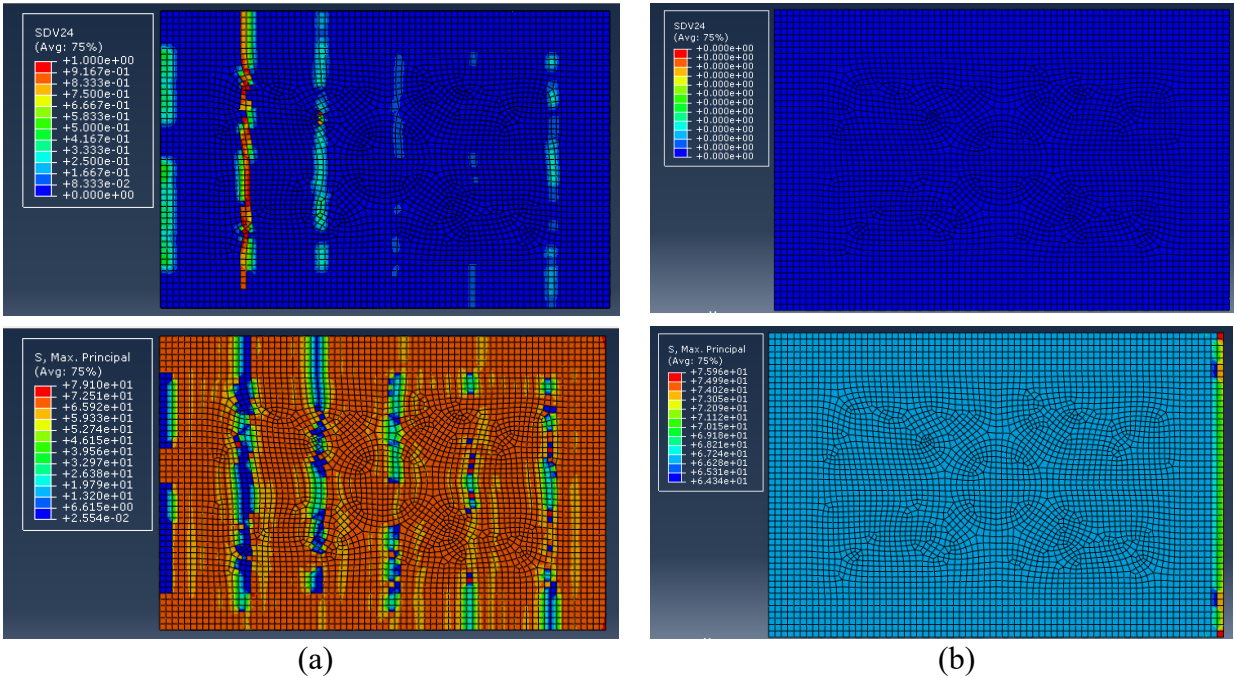 SDV24
(Avg: 75%)
+1.000e+00
+9.167e-01
+8.333e-01
+7.500e-01
+6.667e-01
+5.833e-01
+5.000e-01
+4.167e-01
+3.333e-01
+2.500e-01
+1.667e-01
+8.333e-02
+0.000e+00
SDV24
(Avg: 75%)
+0.000e+00
+0.000e+00
+0.000e+00
+0.000e+00
+0.000e+00
+0.000e+00
+0.000e+00
+0.000e+00
+0.000e+00
+0.000e+00
+0.000e+00
+0.000e+00
+0.000e+00
S, Max. Principal
(Avg: 75%)
+7.910e+01
+7.251e+01
+6.592e+01
+5.933e+01
+5.274e+01
+4.615e+01
+3.956e+01
+3.297e+01
+2.638e+01
+1.979e+01
+1.320e+01
+6.615e+00
+2.554e-02
S, Max. Principal
(Avg: 75%)
+7.596e+01
+7.499e+01
+7.402e+01
+7.305e+01
+7.209e+01
+7.112e+01
+7.015e+01
+6.918e+01
+6.821e+01
+6.724e+01
+6.628e+01
+6.531e+01
+6.434e+01
(a)
(b)